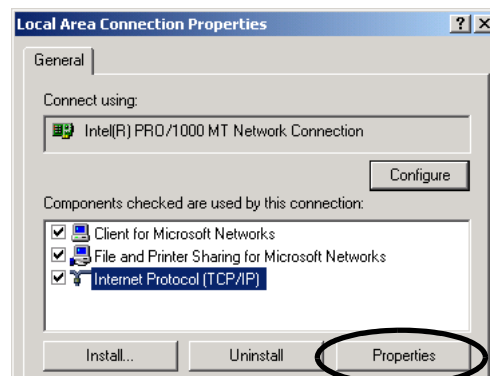 Local Area Connection Properties
General
Connect using:
Intel(R) PRO/1000 MT Network Connection
Configure
Components checked are used by this connection:
Client for Microsoft Networks
File and Printer Sharing for Microsoft Networks
Internet Protocol (TCP/IP)
Install... Uninstall Properties